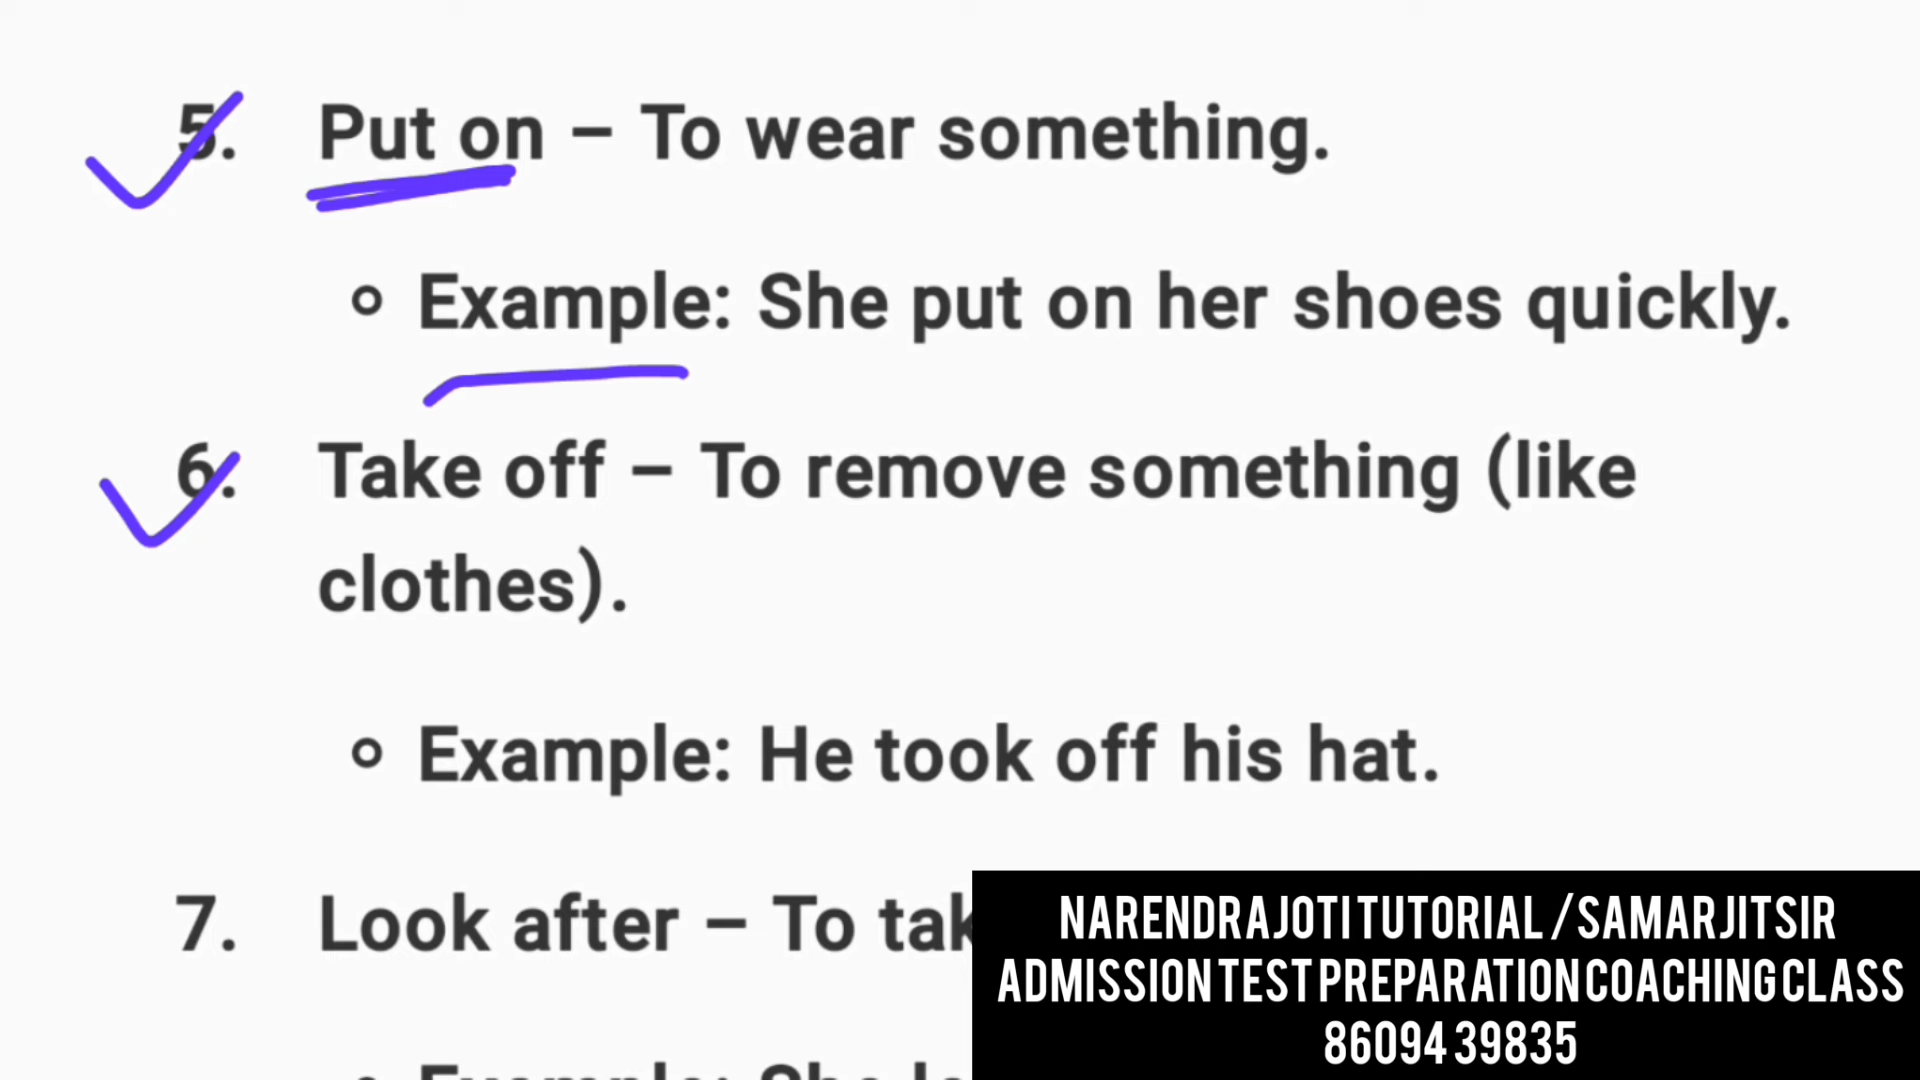 5. Put on – To wear something.
Example: She put on her shoes quickly.
6. Take off – To remove something (like
clothes).
Example: He took off his hat.
7. Look after – To
Example: She
NARENDRAJOTI TUTORIAL / SAMARJIT SIR
ADMISSION TEST PREPARATION COACHING CLASS
86094 39835